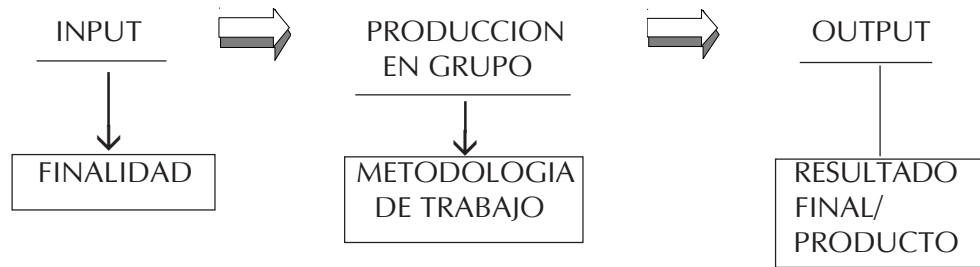 INPUT
PRODUCCION
EN GRUPO
OUTPUT
FINALIDAD
METODOLOGIA
DE TRABAJO
RESULTADO
FINAL/
PRODUCTO